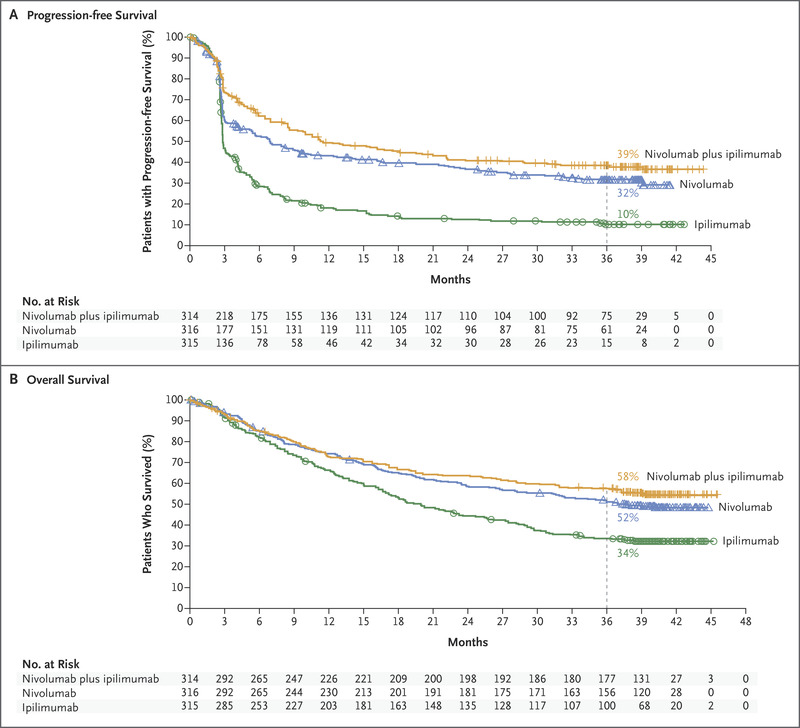 A Progression-free Survival
Patients with Progression-free Survival (%)
100
90
80
70
60
50
40
30
20
10
0
39% Nivolumab plus ipilimumab
Nivolumab
32%
10%
Ipilimumab
0 3 6 9 12 15 18 21 24 27 30 33 36 39 42 45
Months
No. at Risk
Nivolumab plus ipilimumab 314 218 175 155 136 131 124 117 110 104 100 92 75 29 5 0
Nivolumab 316 177 151 131 119 111 105 102 96 87 81 75 61 24 0 0
Ipilimumab 315 136 78 58 46 42 34 32 30 28 26 23 15 8 2 0
B Overall Survival
Patients Who Survived (%)
100
90
80
70
60
50
40
30
20
10
0
58% Nivolumab plus ipilimumab
Nivolumab
52%
Ipilimumab
34%
0 3 6 9 12 15 18 21 24 27 30 33 36 39 42 45 48
Months
No. at Risk
Nivolumab plus ipilimumab 314 292 265 247 226 221 209 200 198 192 186 180 177 131 27 3 0
Nivolumab 316 292 265 244 230 213 201 191 181 175 171 163 156 120 28 0 0
Ipilimumab 315 285 253 227 203 181 163 148 135 128 117 107 100 68 20 2 0